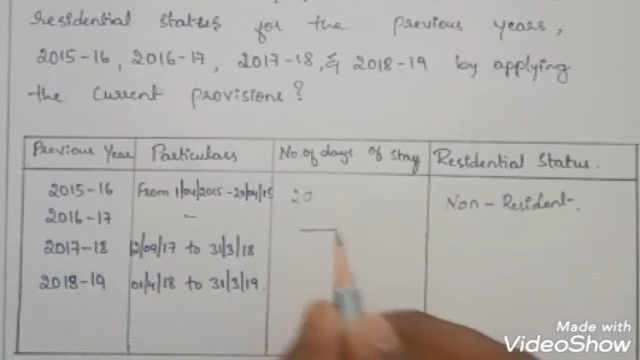 residential status for the previous years,
2015-16, 2016-17, 2017-18, & 2018-19 by applying
the current provisions?
Previous Year Particulars No. of days of stay Residential Status.
2015-16 From 1/04/2015-20/04/15 20 Non-Resident.
2016-17 - —
2017-18 12/09/17 to 31/3/18
2018-19 01/4/18 to 31/3/19.
Made with
VideoShow